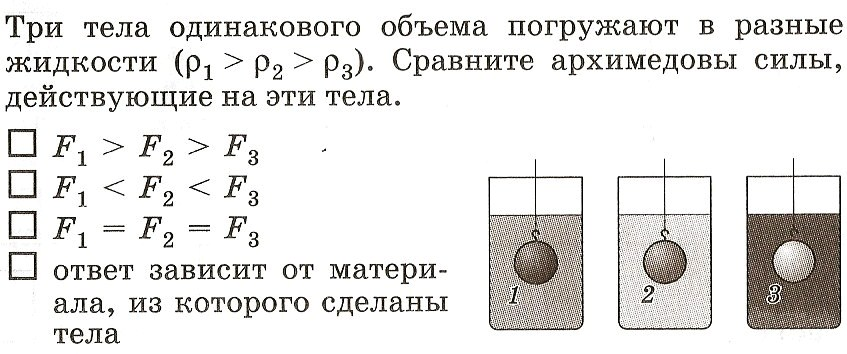 Три тела одинакового объема погружают в разные
жидкости (ρ₁ > ρ₂ > ρ₃). Сравните архимедовы силы,
действующие на эти тела.
□ F₁ > F₂ > F₃
□ F₁ < F₂ < F₃
□ F₁ = F₂ = F₃
□ ответ зависит от матери-
ала, из которого сделаны
тела
1 2 3